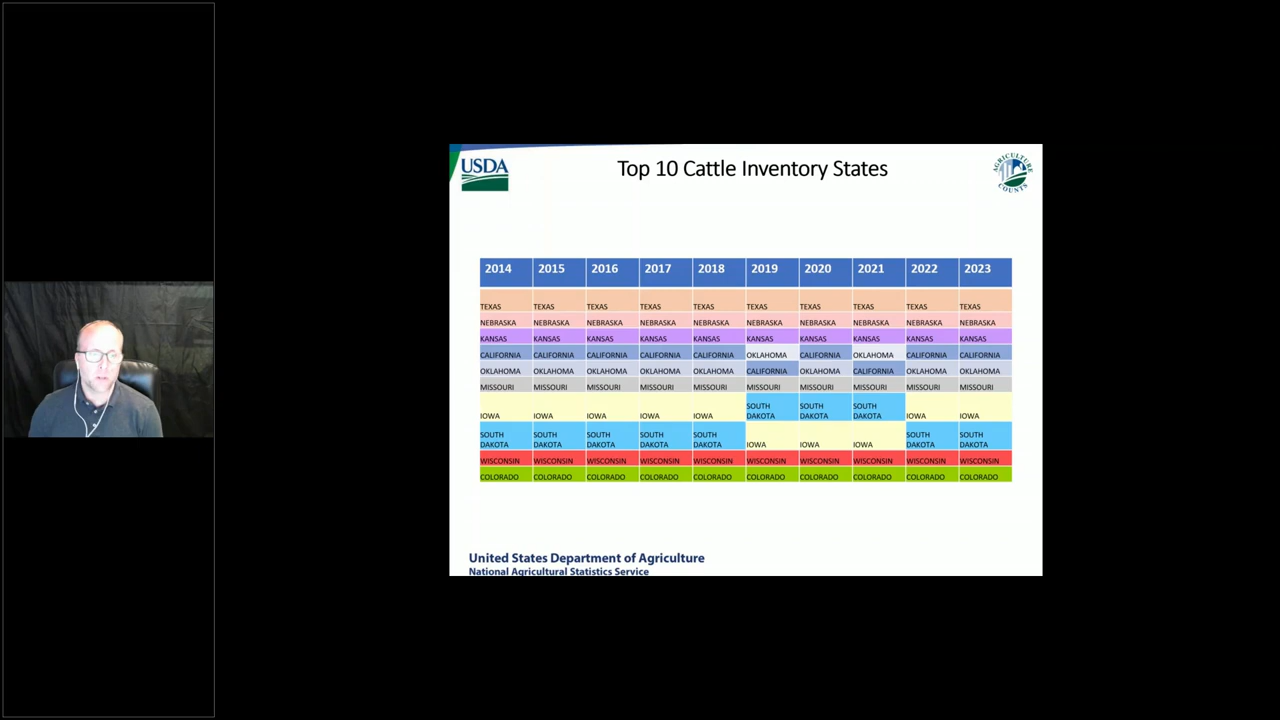 USDA
Top 10 Cattle Inventory States
AGRICULTURE
COUNTS
2014 2015 2016 2017 2018 2019 2020 2021 2022 2023
TEXAS TEXAS TEXAS TEXAS TEXAS TEXAS TEXAS TEXAS TEXAS TEXAS
NEBRASKA NEBRASKA NEBRASKA NEBRASKA NEBRASKA NEBRASKA NEBRASKA NEBRASKA NEBRASKA NEBRASKA
KANSAS KANSAS KANSAS KANSAS KANSAS KANSAS KANSAS KANSAS KANSAS KANSAS
CALIFORNIA CALIFORNIA CALIFORNIA CALIFORNIA CALIFORNIA OKLAHOMA CALIFORNIA OKLAHOMA CALIFORNIA CALIFORNIA
OKLAHOMA OKLAHOMA OKLAHOMA OKLAHOMA OKLAHOMA CALIFORNIA OKLAHOMA CALIFORNIA OKLAHOMA OKLAHOMA
MISSOURI MISSOURI MISSOURI MISSOURI MISSOURI MISSOURI MISSOURI MISSOURI MISSOURI MISSOURI
SOUTH SOUTH SOUTH
IOWA IOWA IOWA IOWA IOWA DAKOTA DAKOTA DAKOTA IOWA IOWA
SOUTH SOUTH SOUTH SOUTH SOUTH SOUTH SOUTH
DAKOTA DAKOTA DAKOTA DAKOTA DAKOTA IOWA IOWA IOWA DAKOTA DAKOTA
WISCONSIN WISCONSIN WISCONSIN WISCONSIN WISCONSIN WISCONSIN WISCONSIN WISCONSIN WISCONSIN WISCONSIN
COLORADO COLORADO COLORADO COLORADO COLORADO COLORADO COLORADO COLORADO COLORADO COLORADO
United States Department of Agriculture
National Agricultural Statistics Service